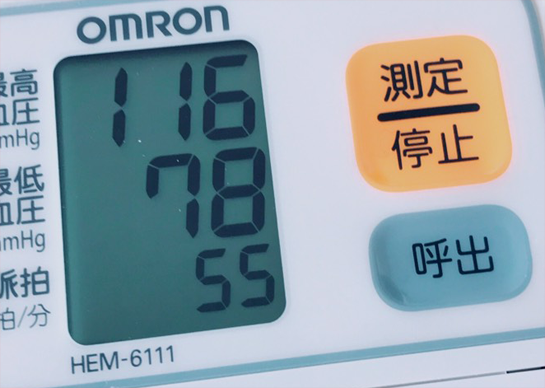 OMRON
最高
血圧
mmHg
116
測定
停止
最低
血圧
mmHg
78
呼出
脈拍
拍/分
55
HEM-6111